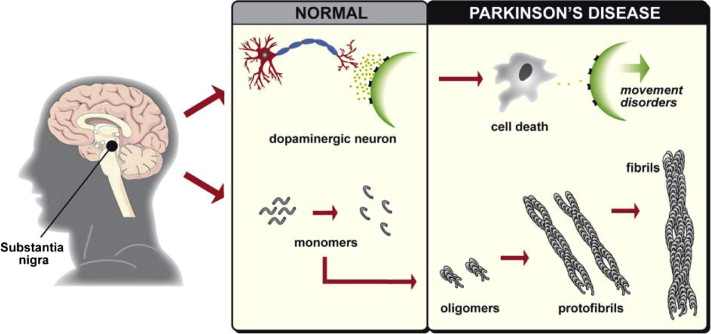 NORMAL
PARKINSON'S DISEASE
dopaminergic neuron
cell death
movement
disorders
Substantia
nigra
monomers
oligomers
protofibrils
fibrils